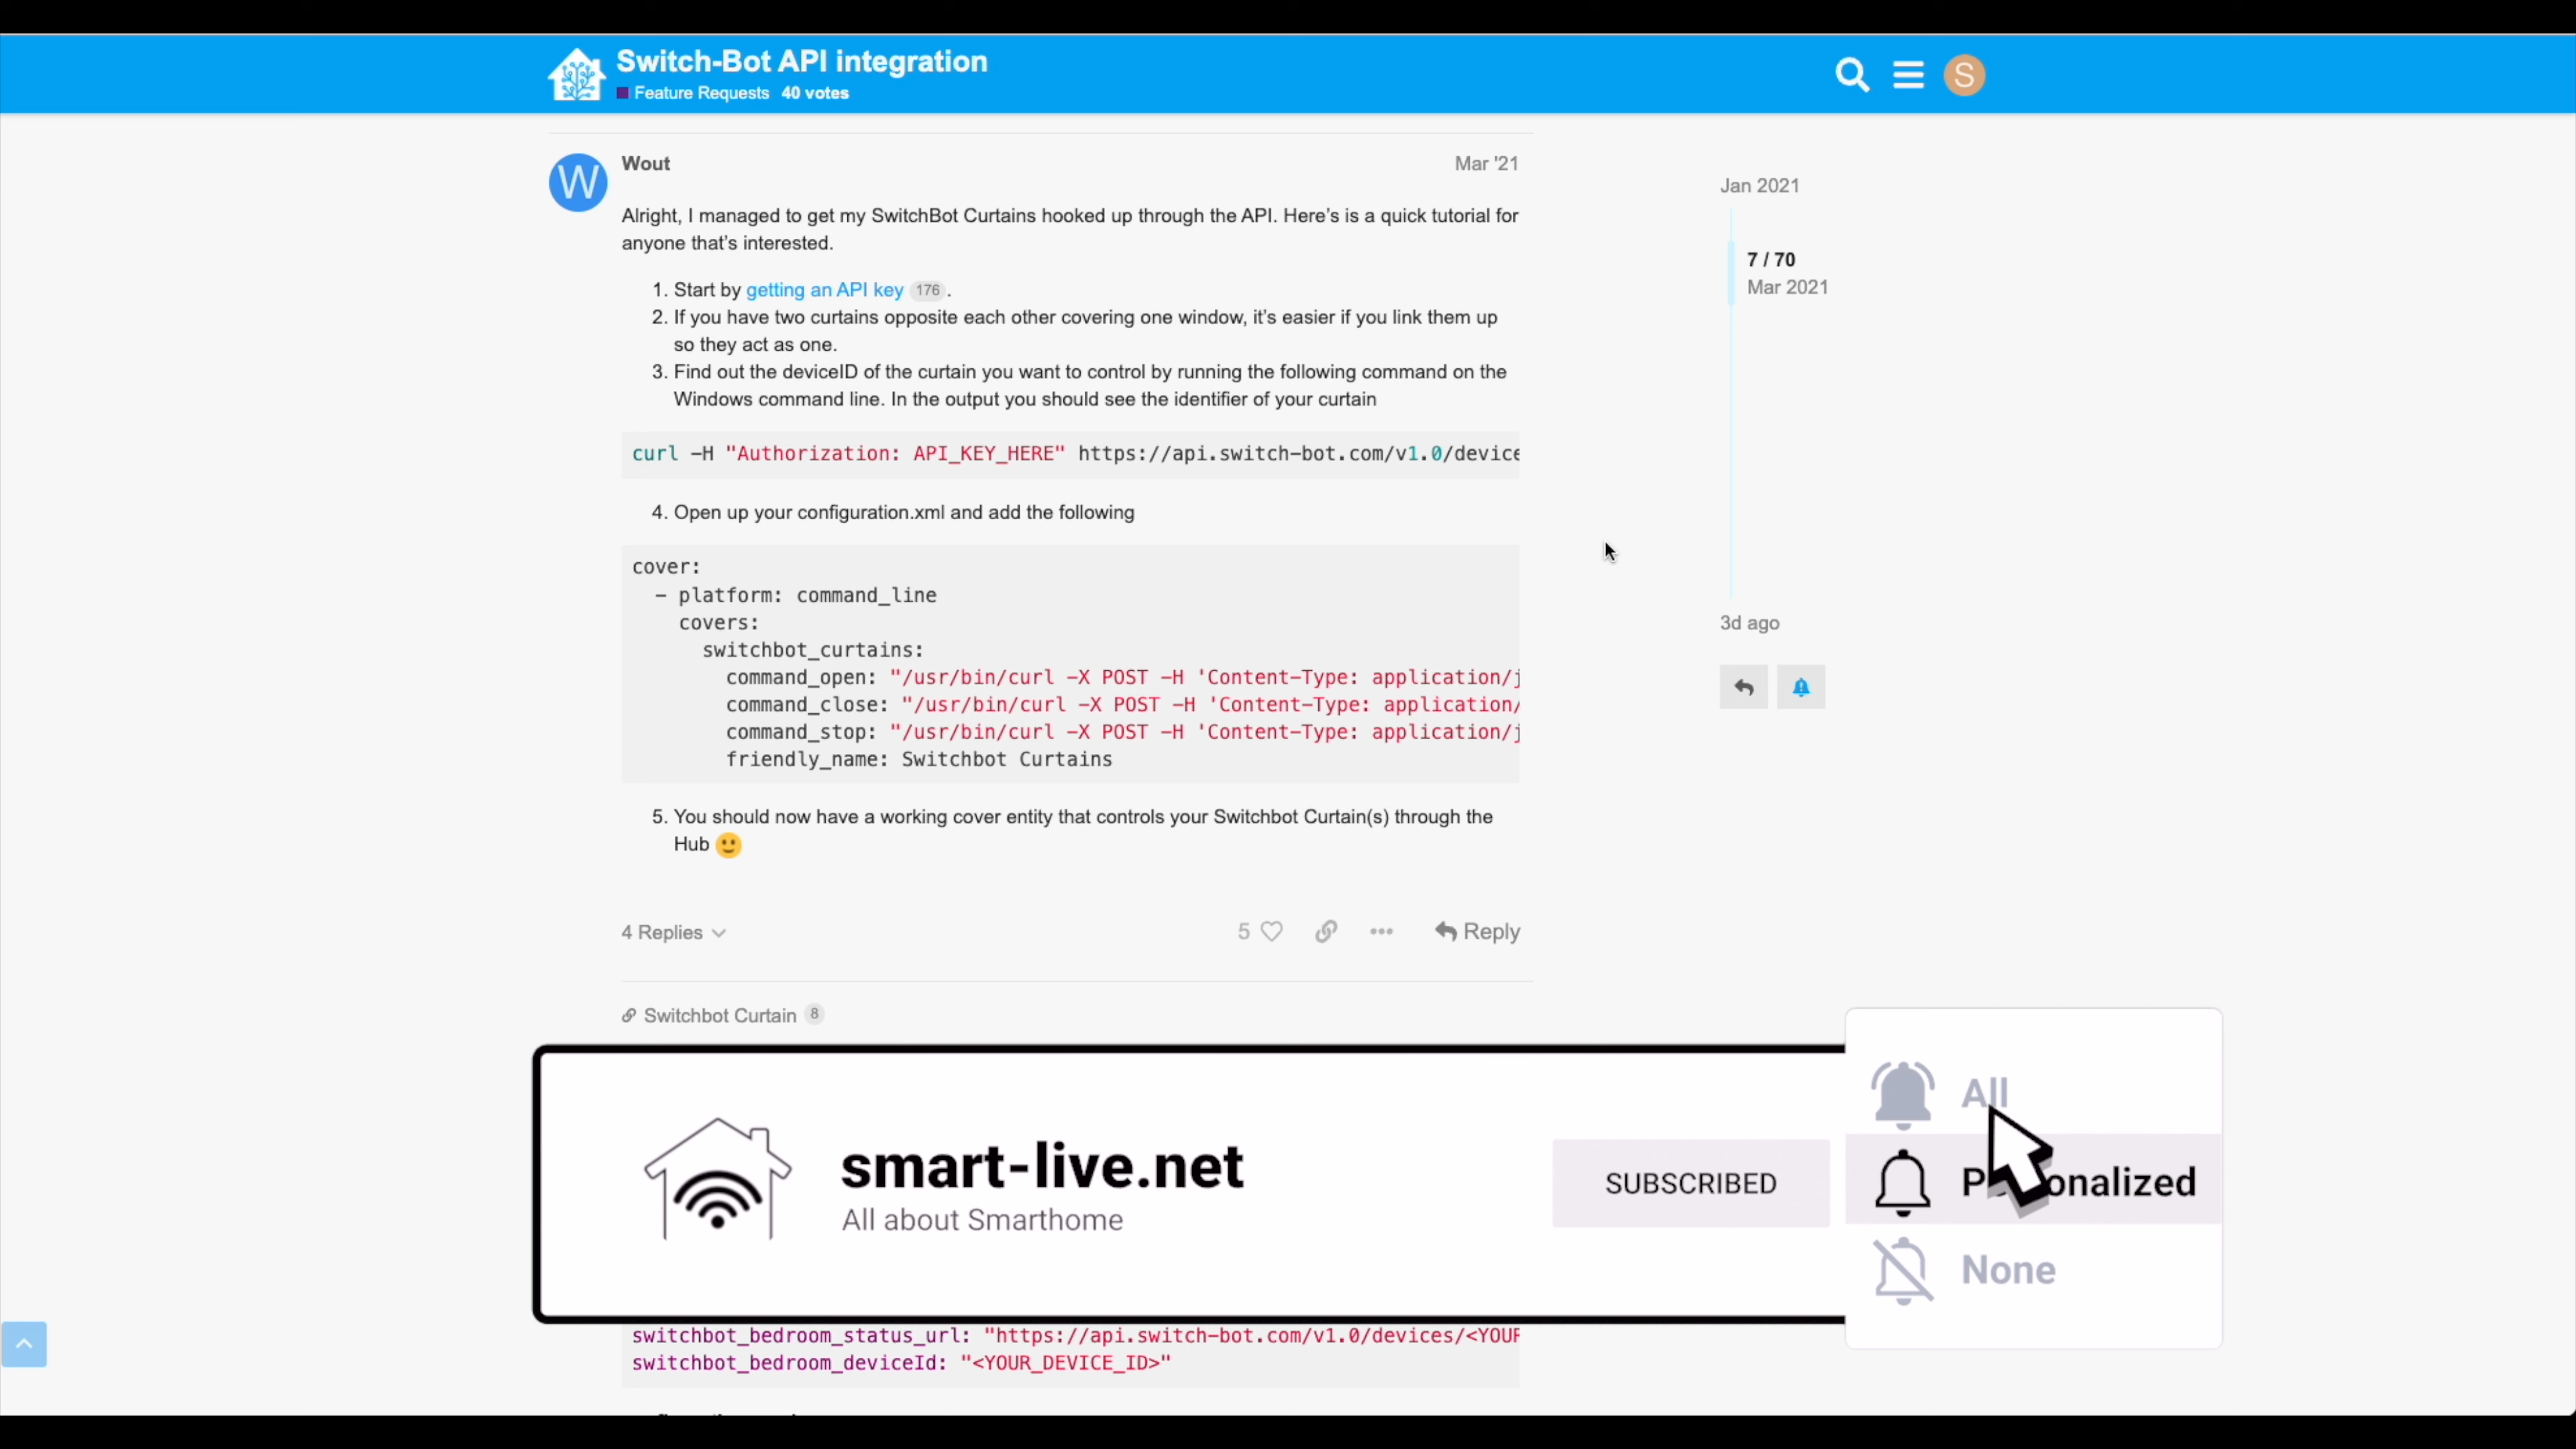 Switch-Bot API integration
Feature Requests 40 votes
S
W
Wout
Mar '21
Alright, I managed to get my SwitchBot Curtains hooked up through the API. Here's is a quick tutorial for
anyone that's interested.
1. Start by getting an API key 176 .
2. If you have two curtains opposite each other covering one window, it's easier if you link them up
so they act as one.
3. Find out the deviceID of the curtain you want to control by running the following command on the
Windows command line. In the output you should see the identifier of your curtain
curl -H "Authorization: API_KEY_HERE" https://api.switch-bot.com/v1.0/device
4. Open up your configuration.xml and add the following
cover:
- platform: command_line
covers:
switchbot_curtains:
command_open: "/usr/bin/curl -X POST -H 'Content-Type: application/j
command_close: "/usr/bin/curl -X POST -H 'Content-Type: application/
command_stop: "/usr/bin/curl -X POST -H 'Content-Type: application/j
friendly_name: Switchbot Curtains
5. You should now have a working cover entity that controls your Switchbot Curtain(s) through the
Hub 🙂
4 Replies
5
Reply
Switchbot Curtain 8
Jan 2021
7 / 70
Mar 2021
3d ago
smart-live.net
All about Smarthome
SUBSCRIBED
All
Personalized
None
switchbot_bedroom_status_url: "https://api.switch-bot.com/v1.0/devices/<YOUR
switchbot_bedroom_deviceId: "<YOUR_DEVICE_ID>"